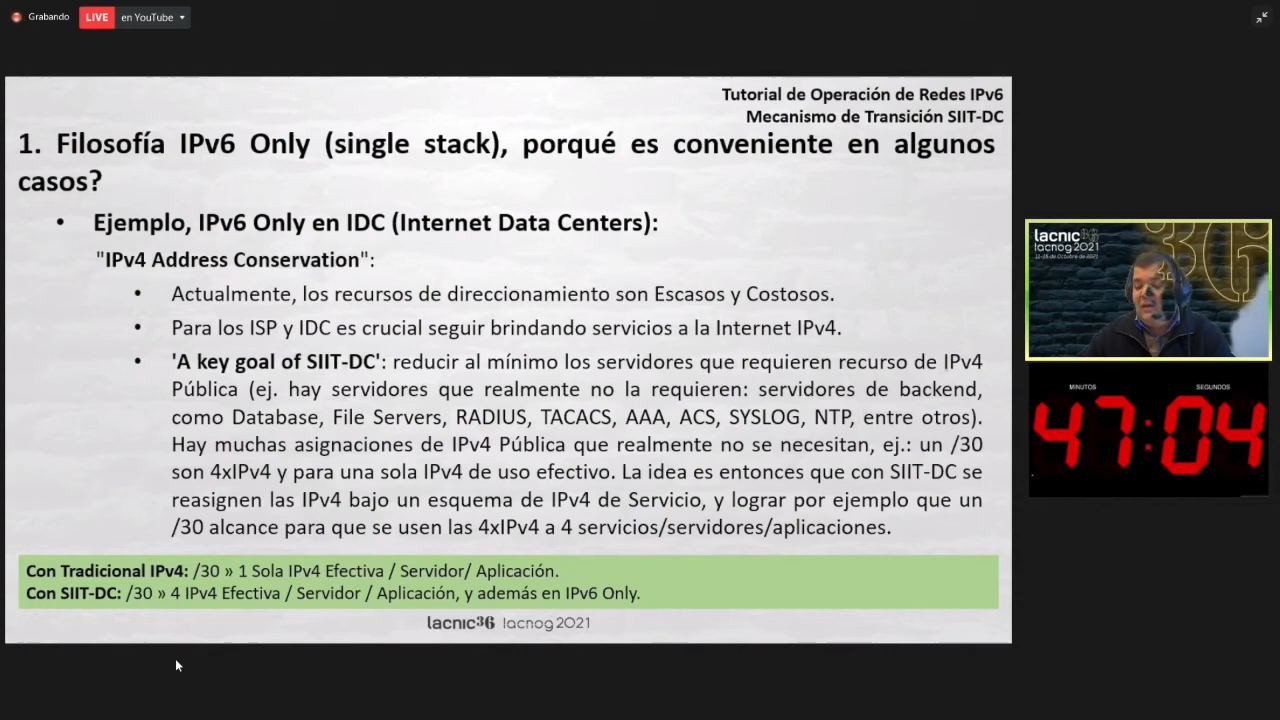 Grabando
LIVE en YouTube
Tutorial de Operación de Redes IPv6
Mecanismo de Transición SIIT-DC
1. Filosofía IPv6 Only (single stack), porqué es conveniente en algunos
casos?
• Ejemplo, IPv6 Only en IDC (Internet Data Centers):
"IPv4 Address Conservation":
• Actualmente, los recursos de direccionamiento son Escasos y Costosos.
• Para los ISP y IDC es crucial seguir brindando servicios a la Internet IPv4.
• 'A key goal of SIIT-DC': reducir al mínimo los servidores que requieren recurso de IPv4
Pública (ej. hay servidores que realmente no la requieren: servidores de backend,
como Database, File Servers, RADIUS, TACACS, AAA, ACS, SYSLOG, NTP, entre otros).
Hay muchas asignaciones de IPv4 Pública que realmente no se necesitan, ej.: un /30
son 4xIPv4 y para una sola IPv4 de uso efectivo. La idea es entonces que con SIIT-DC se
reasignen las IPv4 bajo un esquema de IPv4 de Servicio, y lograr por ejemplo que un
/30 alcance para que se usen las 4xIPv4 a 4 servicios/servidores/aplicaciones.
Con Tradicional IPv4: /30 » 1 Sola IPv4 Efectiva / Servidor/ Aplicación.
Con SIIT-DC: /30 » 4 IPv4 Efectiva / Servidor / Aplicación, y además en IPv6 Only.
lacnic36 lacnog2021
lacnic36
lacnog2021
11-15 de Octubre de 2021
36
MINUTOS SEGUNDOS
47:04